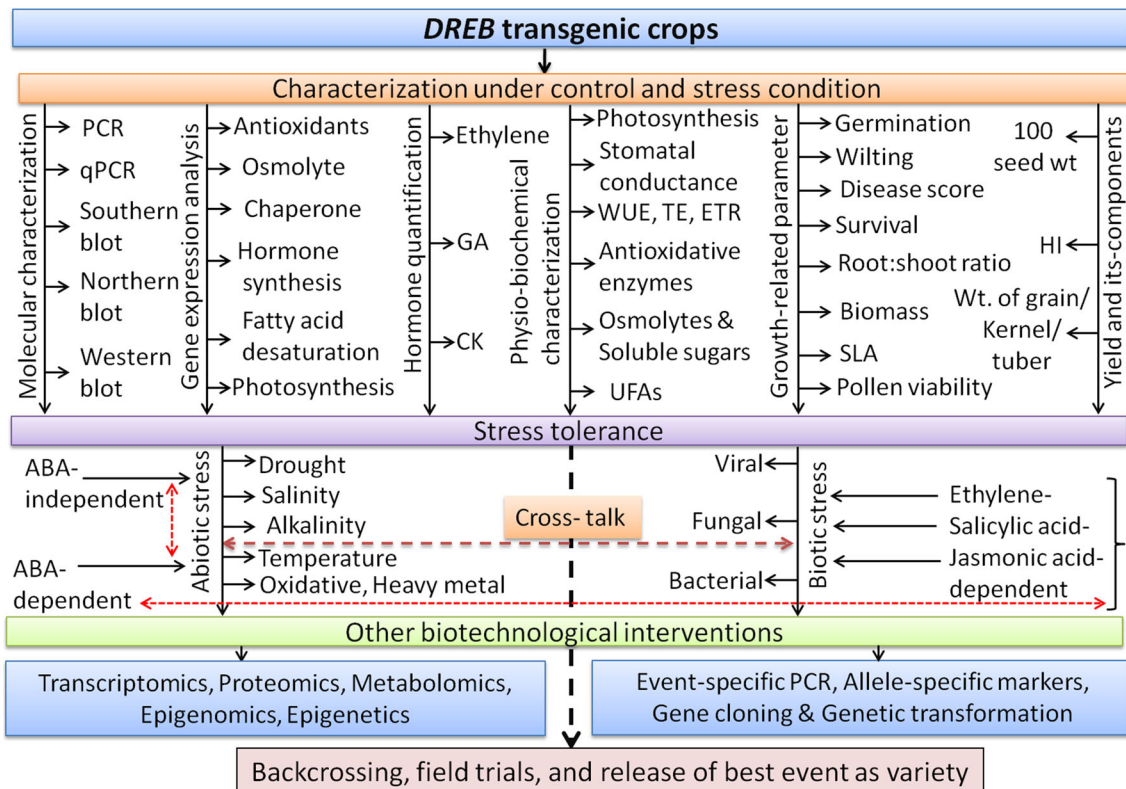 DREB transgenic crops
Characterization under control and stress condition
Molecular characterization
PCR
qPCR
Southern
blot
Northern
blot
Western
blot
Gene expression analysis
Antioxidants
Osmolyte
Chaperone
Hormone
synthesis
Fatty acid
desaturation
Photosynthesis
Hormone quantification
Ethylene
GA
CK
Physio-biochemical
characterization
Photosynthesis
Stomatal
conductance
WUE, TE, ETR
Antioxidative
enzymes
Osmolytes &
Soluble sugars
UFAs
Growth-related parameter
Germination
Wilting
Disease score
Survival
Root:shoot ratio
Biomass
SLA
Pollen viability
100
seed wt
HI
Wt. of grain/
Kernel/
tuber
Yield and its-components
Stress tolerance
ABA-
independent
ABA-
dependent
Abiotic stress
Drought
Salinity
Alkalinity
Temperature
Oxidative, Heavy metal
Cross- talk
Viral
Fungal
Bacterial
Biotic stress
Ethylene-
Salicylic acid-
Jasmonic acid-
dependent
Other biotechnological interventions
Transcriptomics, Proteomics, Metabolomics,
Epigenomics, Epigenetics
Event-specific PCR, Allele-specific markers,
Gene cloning & Genetic transformation
Backcrossing, field trials, and release of best event as variety